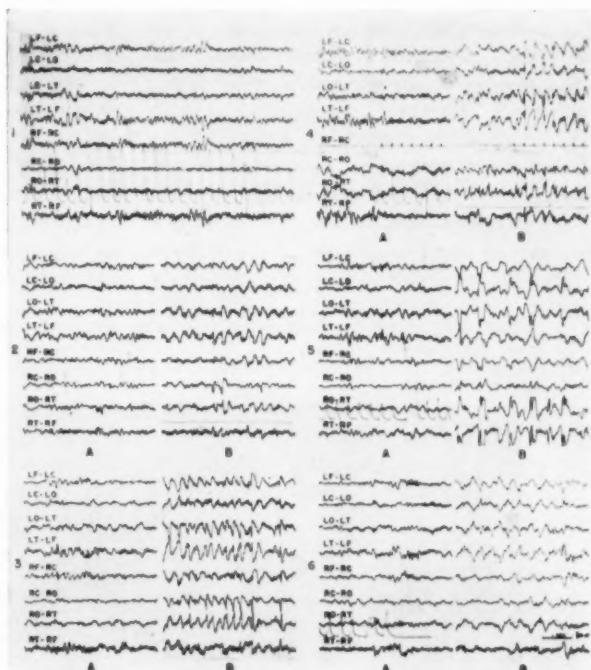 LF-LC
LC-LO
LO-LT
LT-LF
1
RF-RC
RC-RO
RO-RT
RT-RF
LF-LC
LC-LO
LO-LT
LT-LF
2
RF-RC
RC-RO
RO-RT
RT-RF
A B
LF-LC
LC-LO
LO-LT
LT-LF
3
RF-RC
RC-RO
RO-RT
RT-RF
A B
LF-LC
LC-LO
LO-LT
LT-LF
4
RF-RC
RC-RO
RO-RT
RT-RF
A B
LF-LC
LC-LO
LO-LT
LT-LF
5
RF-RC
RC-RO
RO-RT
RT-RF
A B
LF-LC
LC-LO
LO-LT
LT-LF
6
RF-RC
RC-RO
RO-RT
RT-RF
A B